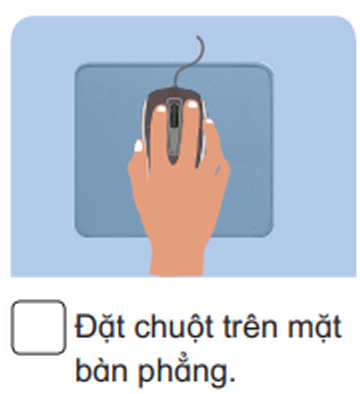 Đặt chuột trên mặt
bàn phẳng.